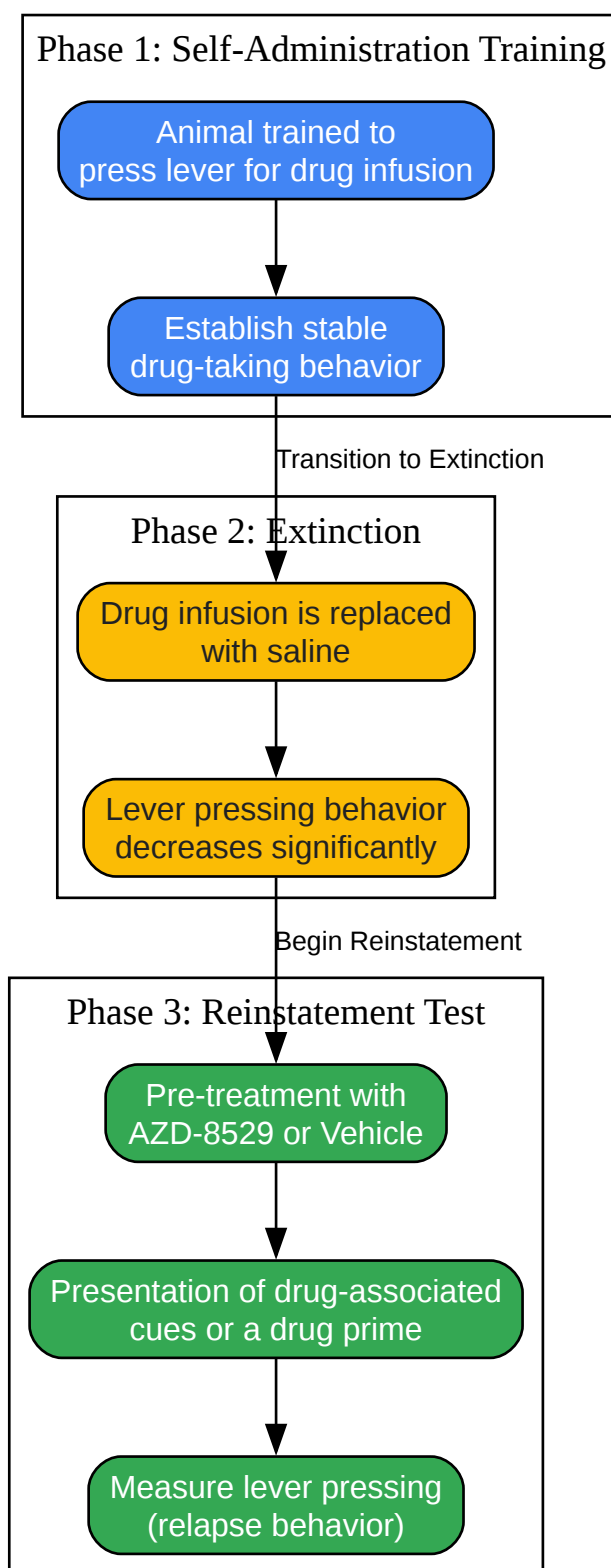 Phase 1: Self-Administration Training
Animal trained to
press lever for drug infusion
Establish stable
drug-taking behavior
Transition to Extinction
Phase 2: Extinction
Drug infusion is replaced
with saline
Lever pressing behavior
decreases significantly
Begin Reinstatement
Phase 3: Reinstatement Test
Pre-treatment with
AZD-8529 or Vehicle
Presentation of drug-associated
cues or a drug prime
Measure lever pressing
(relapse behavior)